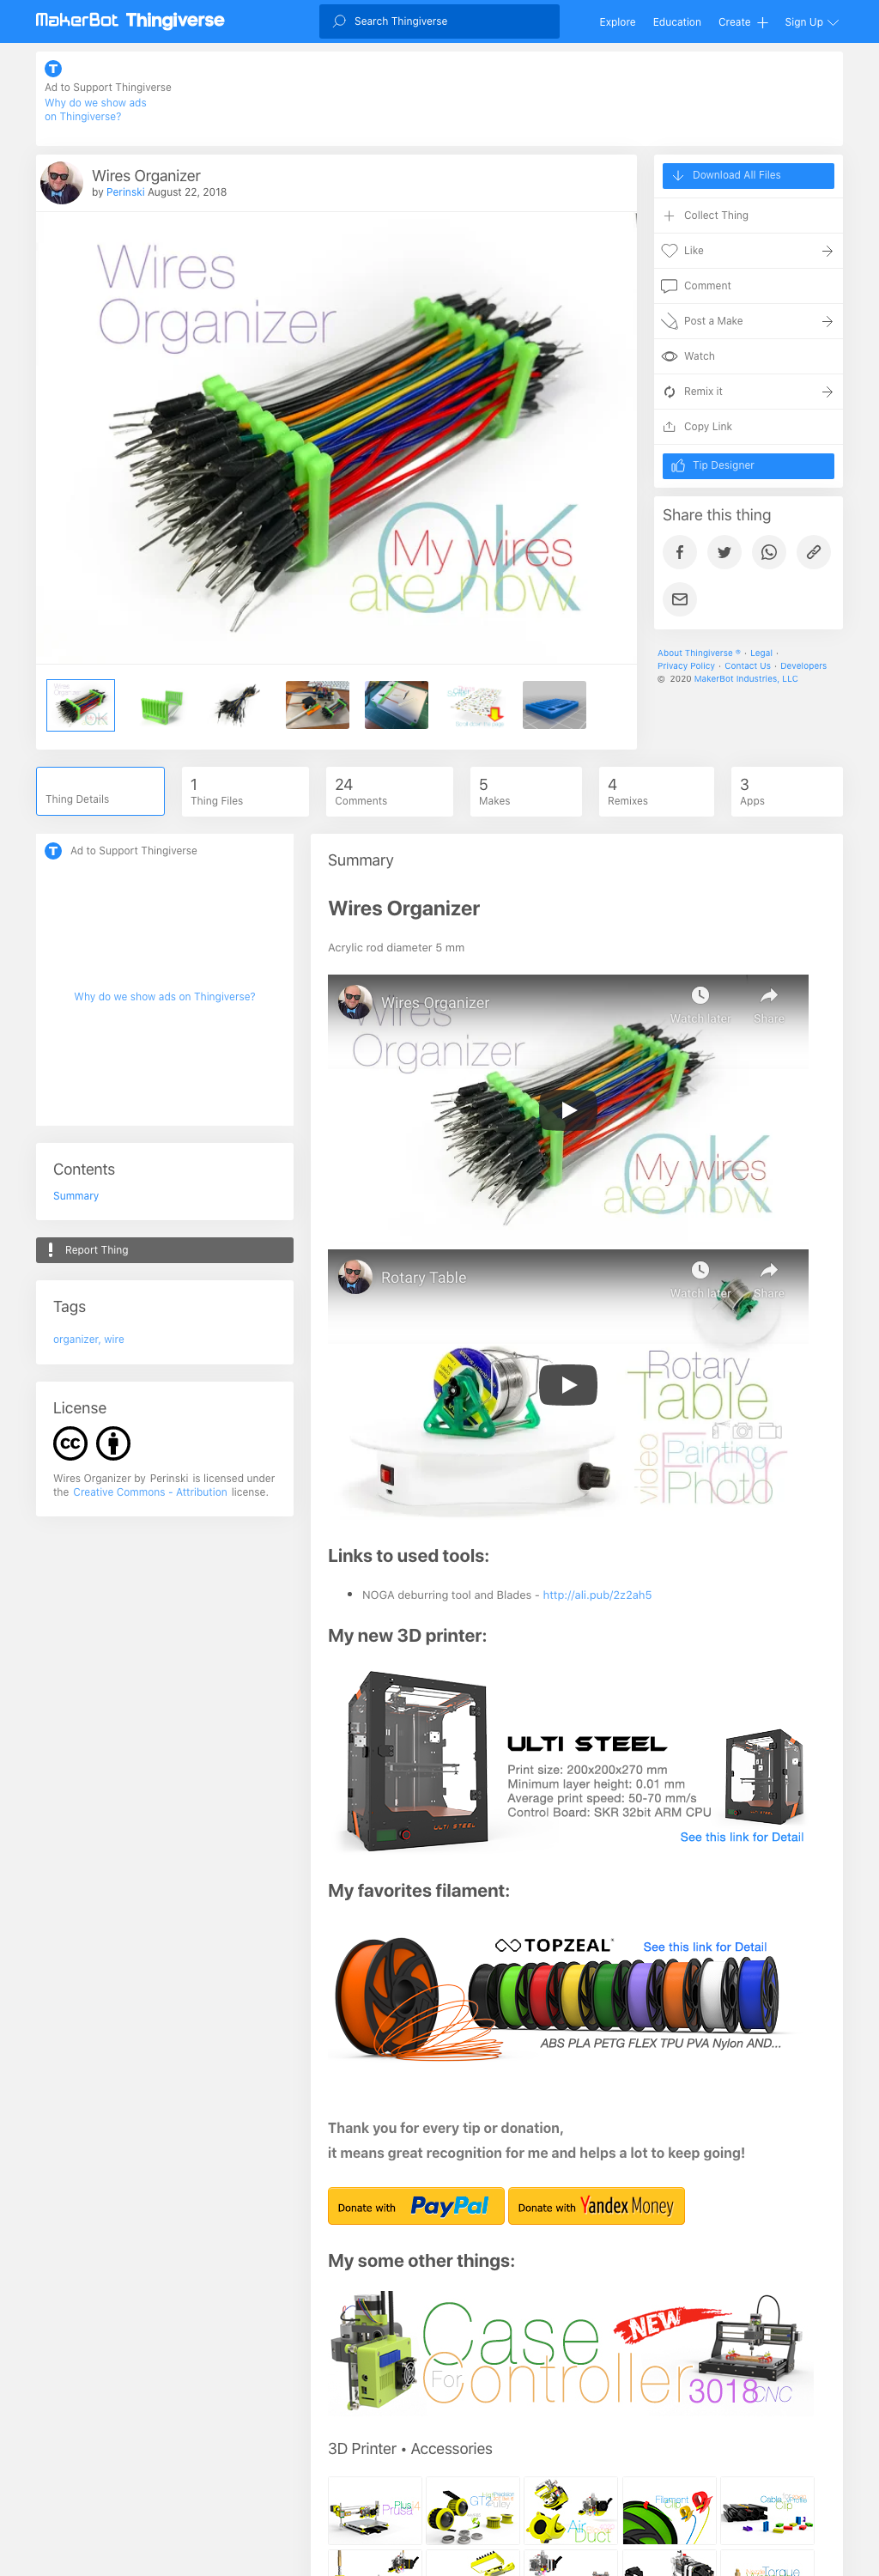 MakerBot Thingiverse
Search Thingiverse
Explore
Education
Create
Sign Up
Ad to Support Thingiverse
Why do we show ads
on Thingiverse?
Wires Organizer
by Perinski August 22, 2018
Wires
Organizer
OK
My wires
are now
Download All Files
Collect Thing
Like
Comment
Post a Make
Watch
Remix it
Copy Link
Tip Designer
Share this thing
About Thingiverse ® · Legal ·
Privacy Policy · Contact Us · Developers
© 2020 MakerBot Industries, LLC
Thing Details
1
Thing Files
24
Comments
5
Makes
4
Remixes
3
Apps
Ad to Support Thingiverse
Why do we show ads on Thingiverse?
Contents
Summary
Report Thing
Tags
organizer, wire
License
Wires Organizer by Perinski is licensed under
the Creative Commons - Attribution license.
Summary
Wires Organizer
Acrylic rod diameter 5 mm
Wires Organizer
Watch later
Share
Wires
Organizer
OK
My wires
are now
Rotary Table
Watch later
Share
Rotary
Table
For
video
Painting
Photo
Links to used tools:
• NOGA deburring tool and Blades - http://ali.pub/2z2ah5
My new 3D printer:
ULTI STEEL
ULTI STEEL
Print size: 200x200x270 mm
Minimum layer height: 0.01 mm
Average print speed: 50-70 mm/s
Control Board: SKR 32bit ARM CPU
See this link for Detail
My favorites filament:
TOPZEAL
See this link for Detail
ABS PLA PETG FLEX TPU PVA Nylon AND...
Thank you for every tip or donation,
it means great recognition for me and helps a lot to keep going!
Donate with PayPal
Donate with Yandex Money
My some other things:
Case
NEW
For
Controller
3018 CNC
3D Printer • Accessories
Plus
Prusa i4
GT2
Pulley
Air
Duct
Filament
Clip
Cable
Clip
Torque